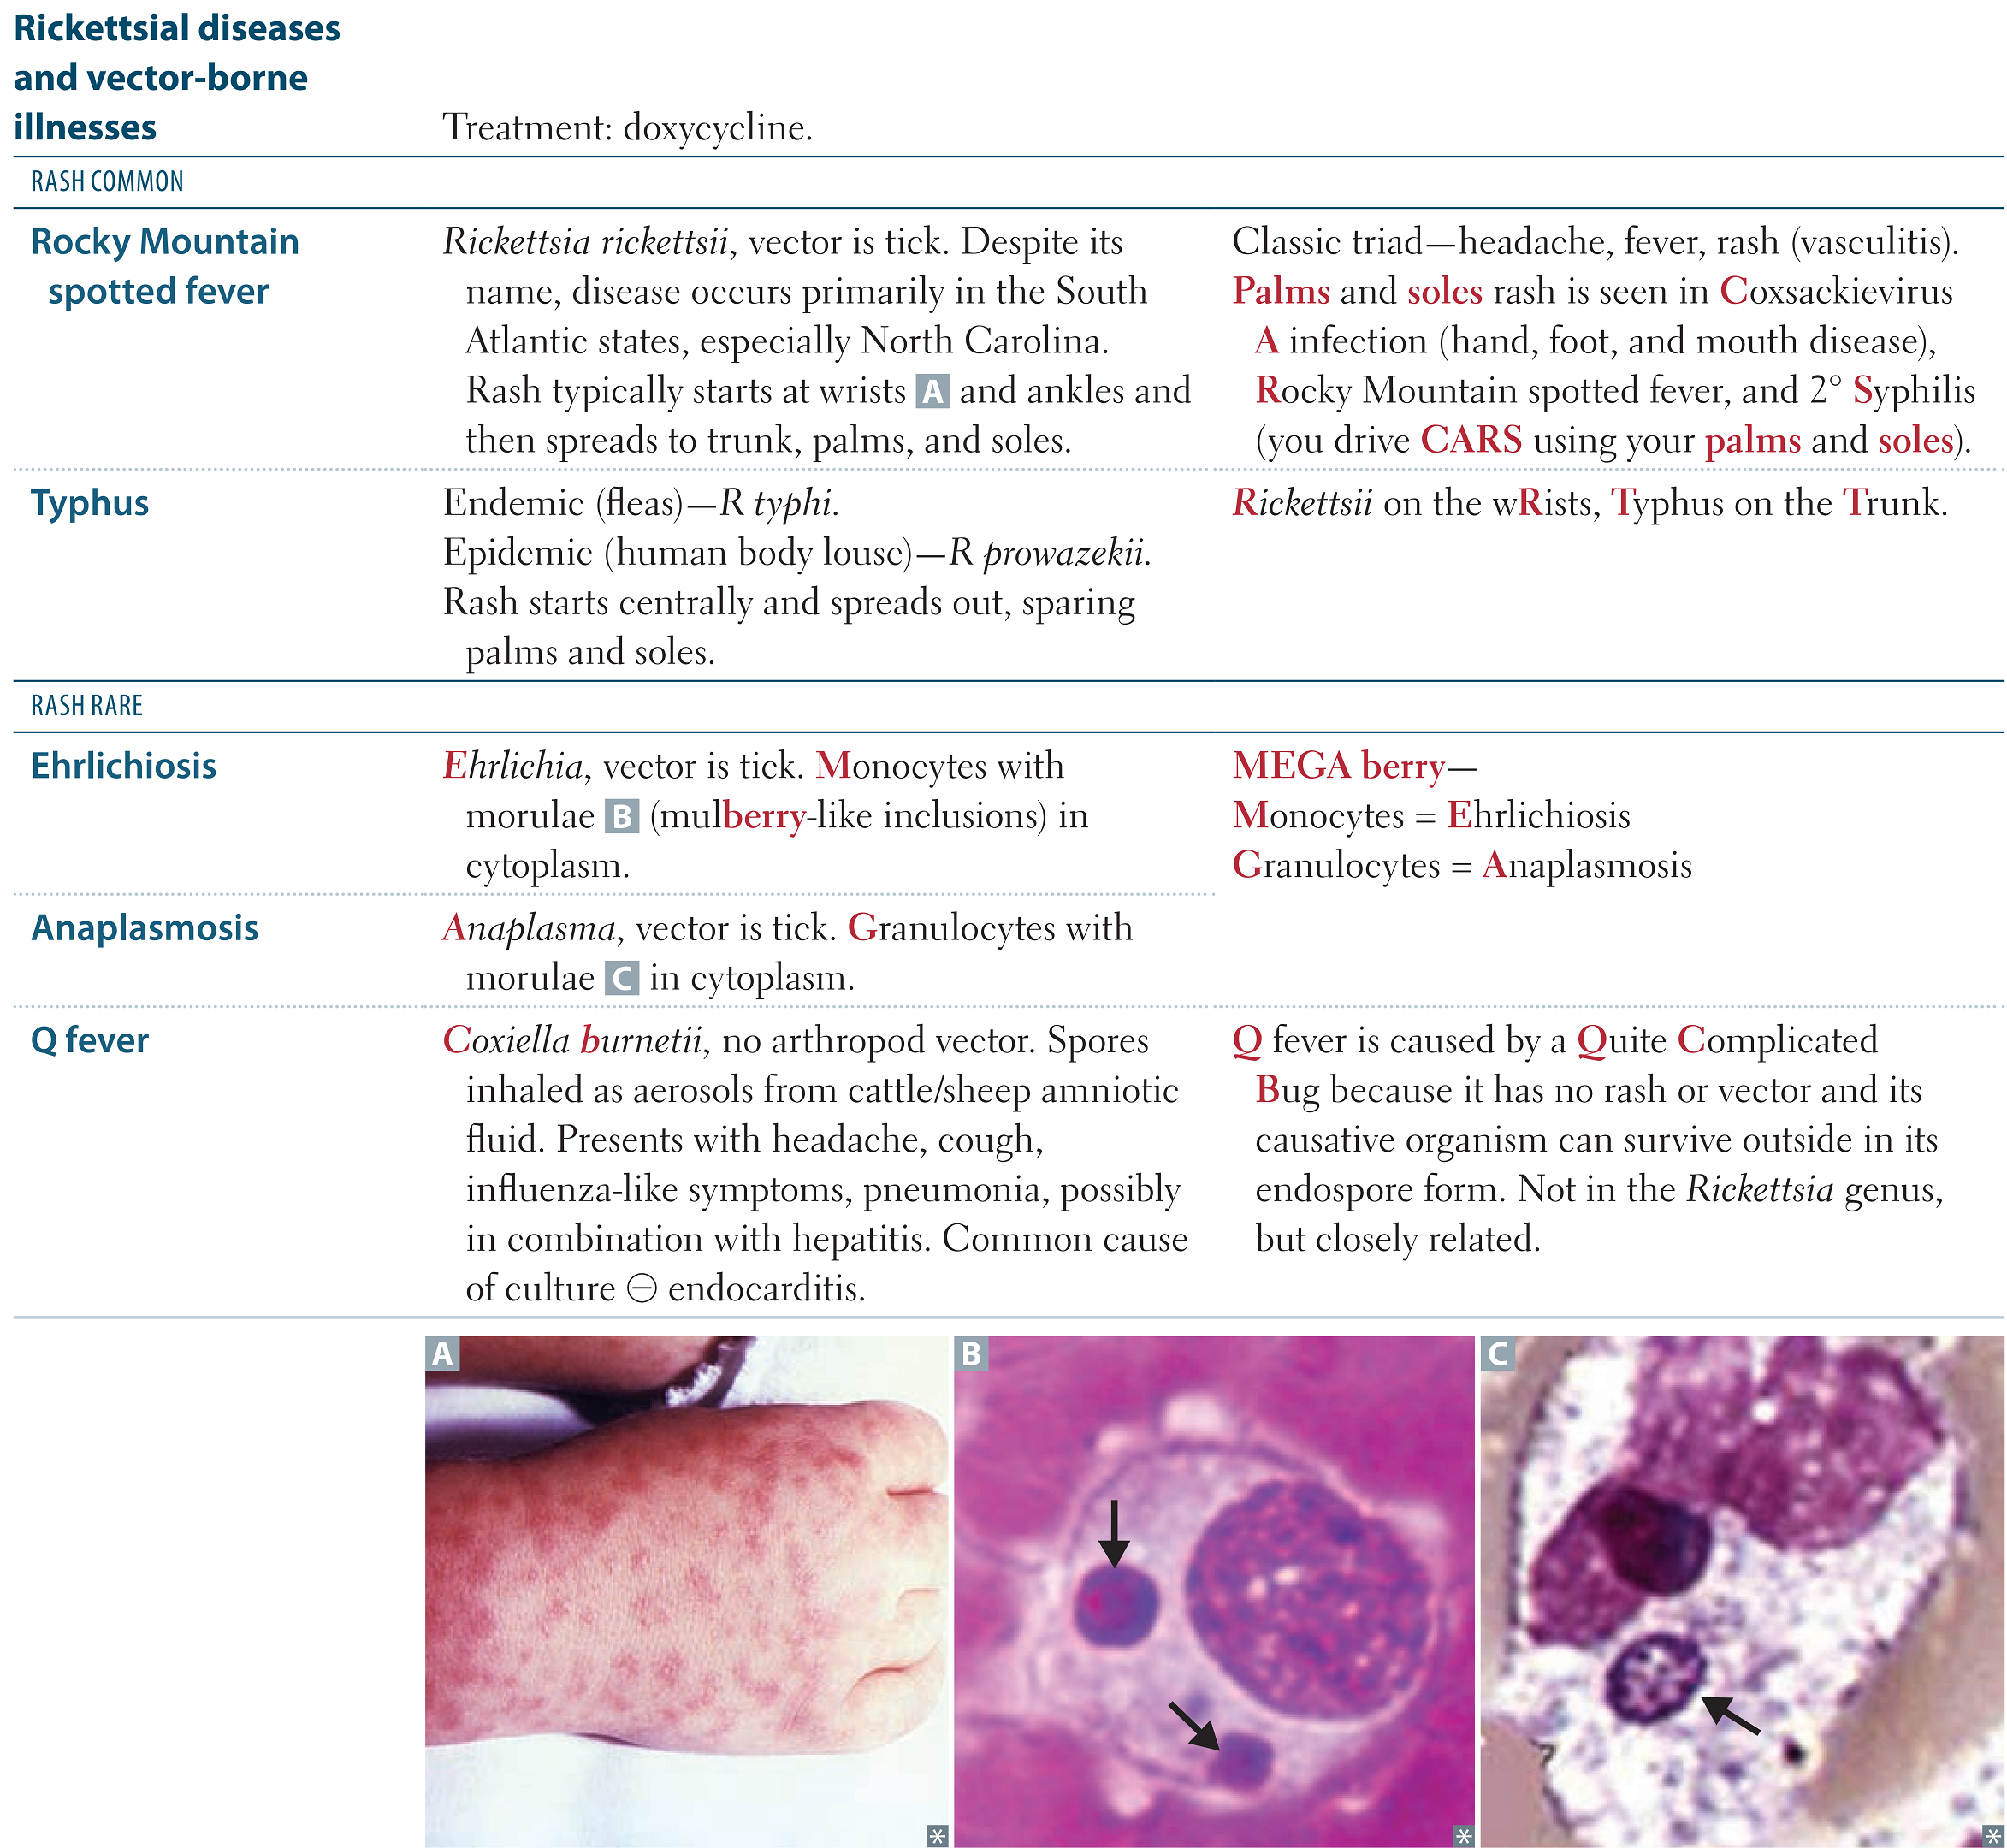 Rickettsial diseases
and vector-borne
illnesses
Treatment: doxycycline.
RASH COMMON
Rocky Mountain
spotted fever
Rickettsia rickettsii, vector is tick. Despite its
name, disease occurs primarily in the South
Atlantic states, especially North Carolina.
Rash typically starts at wrists A and ankles and
then spreads to trunk, palms, and soles.
Classic triad—headache, fever, rash (vasculitis).
Palms and soles rash is seen in Coxsackievirus
A infection (hand, foot, and mouth disease),
Rocky Mountain spotted fever, and 2° Syphilis
(you drive CARS using your palms and soles).
Typhus
Endemic (fleas)—R typhi.
Epidemic (human body louse)—R prowazekii.
Rash starts centrally and spreads out, sparing
palms and soles.
Rickettsii on the wRists, Typhus on the Trunk.
RASH RARE
Ehrlichiosis
Ehrlichia, vector is tick. Monocytes with
morulae B (mulberry-like inclusions) in
cytoplasm.
MEGA berry—
Monocytes = Ehrlichiosis
Granulocytes = Anaplasmosis
Anaplasmosis
Anaplasma, vector is tick. Granulocytes with
morulae C in cytoplasm.
Q fever
Coxiella burnetii, no arthropod vector. Spores
inhaled as aerosols from cattle/sheep amniotic
fluid. Presents with headache, cough,
influenza-like symptoms, pneumonia, possibly
in combination with hepatitis. Common cause
of culture ⊖ endocarditis.
Q fever is caused by a Quite Complicated
Bug because it has no rash or vector and its
causative organism can survive outside in its
endospore form. Not in the Rickettsia genus,
but closely related.
A
B
C